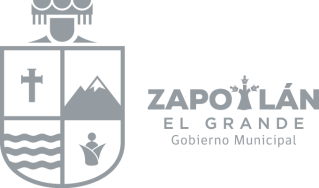 ZAPOTLÁN
EL GRANDE
Gobierno Municipal